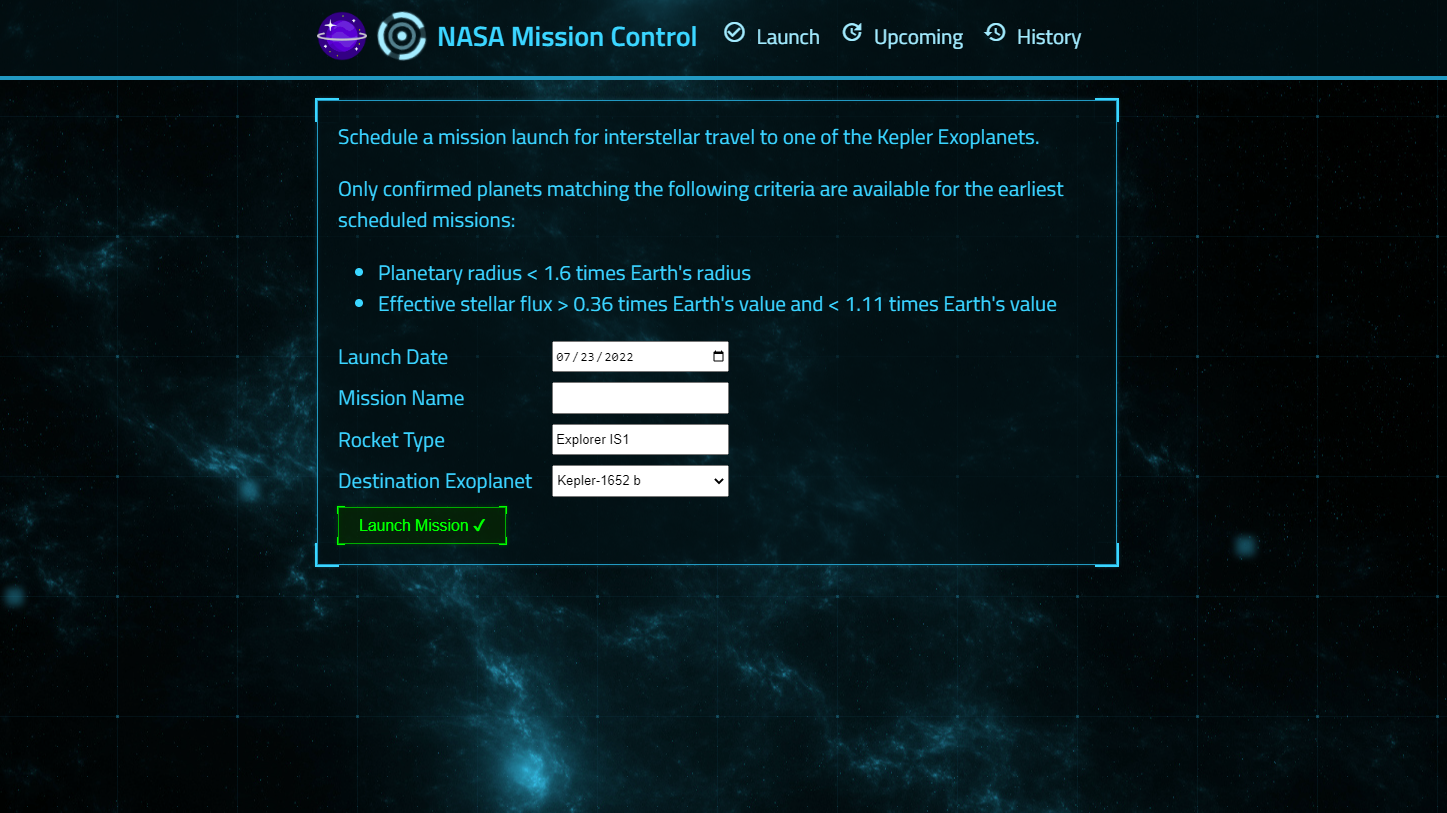 NASA Mission Control Launch Upcoming History
Schedule a mission launch for interstellar travel to one of the Kepler Exoplanets.
Only confirmed planets matching the following criteria are available for the earliest
scheduled missions:
• Planetary radius < 1.6 times Earth's radius
• Effective stellar flux > 0.36 times Earth's value and < 1.11 times Earth's value
Launch Date 07/23/2022
Mission Name
Rocket Type Explorer IS1
Destination Exoplanet Kepler-1652 b
Launch Mission ✓